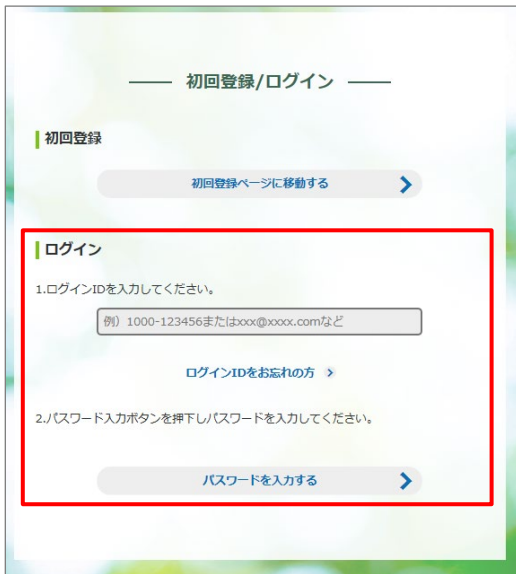 初回登録/ログイン
初回登録
初回登録ページに移動する
ログイン
1.ログインIDを入力してください。
例）1000-123456またはxxx@xxxx.comなど
ログインIDをお忘れの方
2.パスワード入力ボタンを押下しパスワードを入力してください。
パスワードを入力する